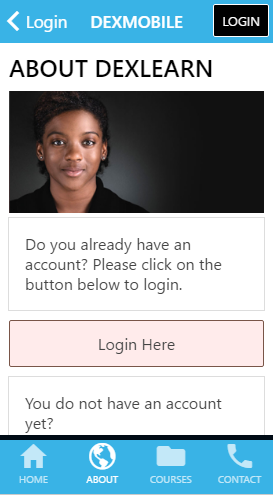 Login DEXMOBILE LOGIN
ABOUT DEXLEARN
Do you already have an
account? Please click on the
button below to login.
Login Here
You do not have an account
yet?
HOME ABOUT COURSES CONTACT